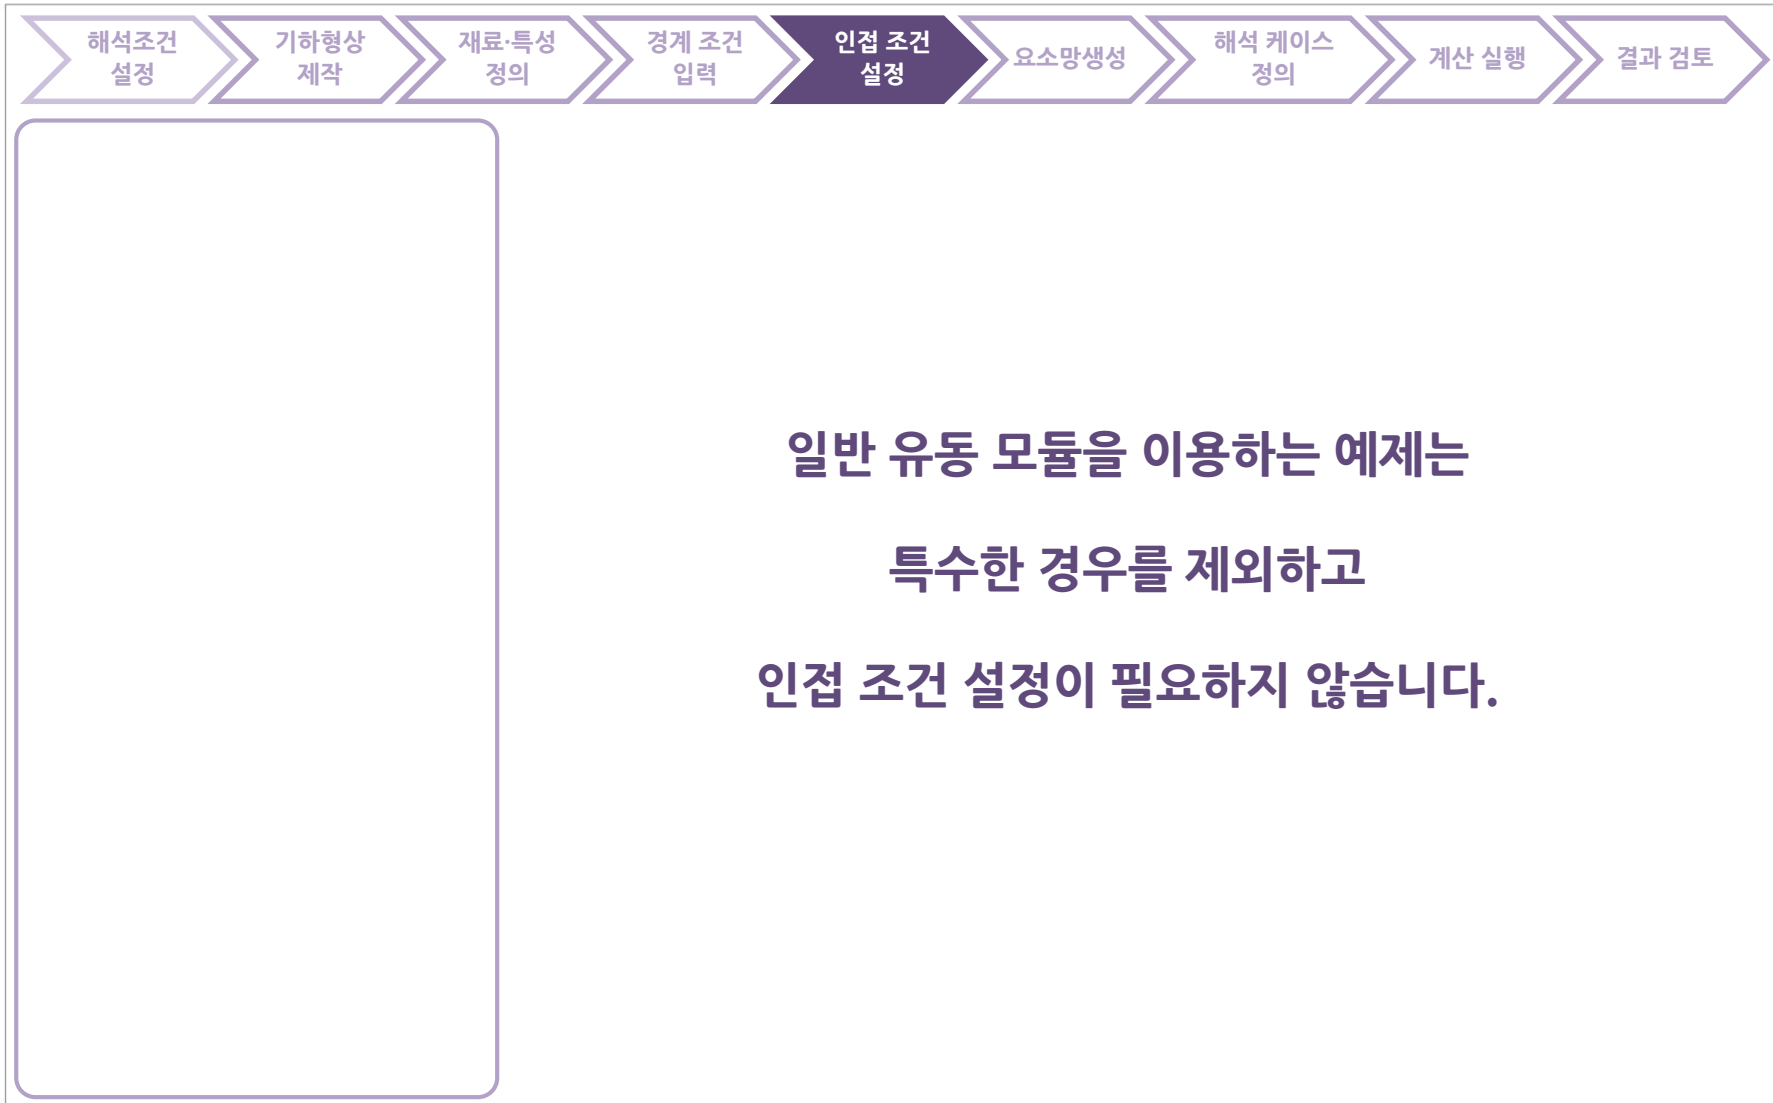 해석조건
설정
기하형상
제작
재료·특성
정의
경계 조건
입력
인접 조건
설정
요소망생성
해석 케이스
정의
계산 실행
결과 검토
일반 유동 모듈을 이용하는 예제는
특수한 경우를 제외하고
인접 조건 설정이 필요하지 않습니다.